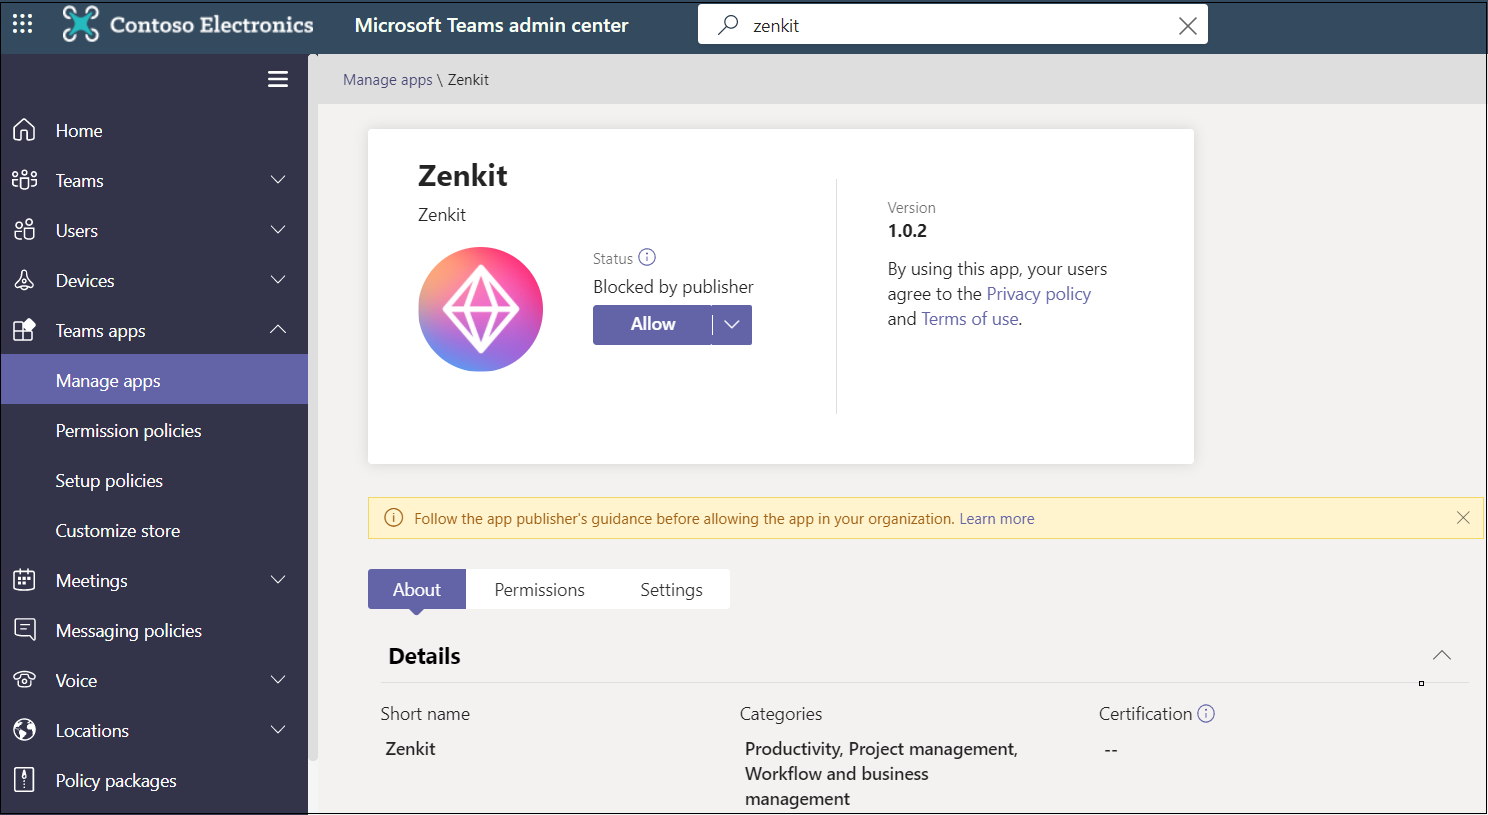 Contoso Electronics
Microsoft Teams admin center
zenkit
Manage apps \ Zenkit
Home
Teams
Users
Devices
Teams apps
Manage apps
Permission policies
Setup policies
Customize store
Meetings
Messaging policies
Voice
Locations
Policy packages
Zenkit
Zenkit
Status
Blocked by publisher
Allow
Version
1.0.2
By using this app, your users
agree to the Privacy policy
and Terms of use.
Follow the app publisher's guidance before allowing the app in your organization. Learn more
About
Permissions
Settings
Details
Short name
Zenkit
Categories
Productivity, Project management,
Workflow and business
management
Certification
--